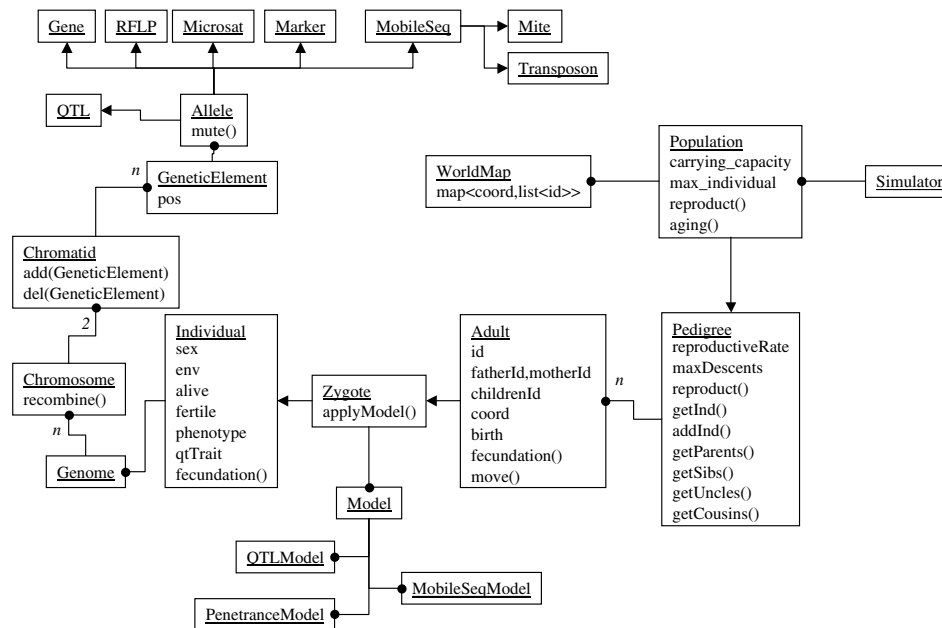 Gene
RFLP
Microsat
Marker
MobileSeq
Mite
Transposon
QTL
Allele
mute()
n
GeneticElement
pos
WorldMap
map<coord,list<id>>
Population
carrying_capacity
max_individual
reproduct()
aging()
Simulator
Chromatid
add(GeneticElement)
del(GeneticElement)
2
Chromosome
recombine()
n
Genome
Individual
sex
env
alive
fertile
phenotype
qtTrait
fecundation()
Zygote
applyModel()
Adult
id
fatherId,motherId
childrenId
coord
birth
fecundation()
move()
n
Pedigree
reproductiveRate
maxDescents
reproduct()
getInd()
addInd()
getParents()
getSibs()
getUncles()
getCousins()
Model
QTLModel
MobileSeqModel
PenetranceModel